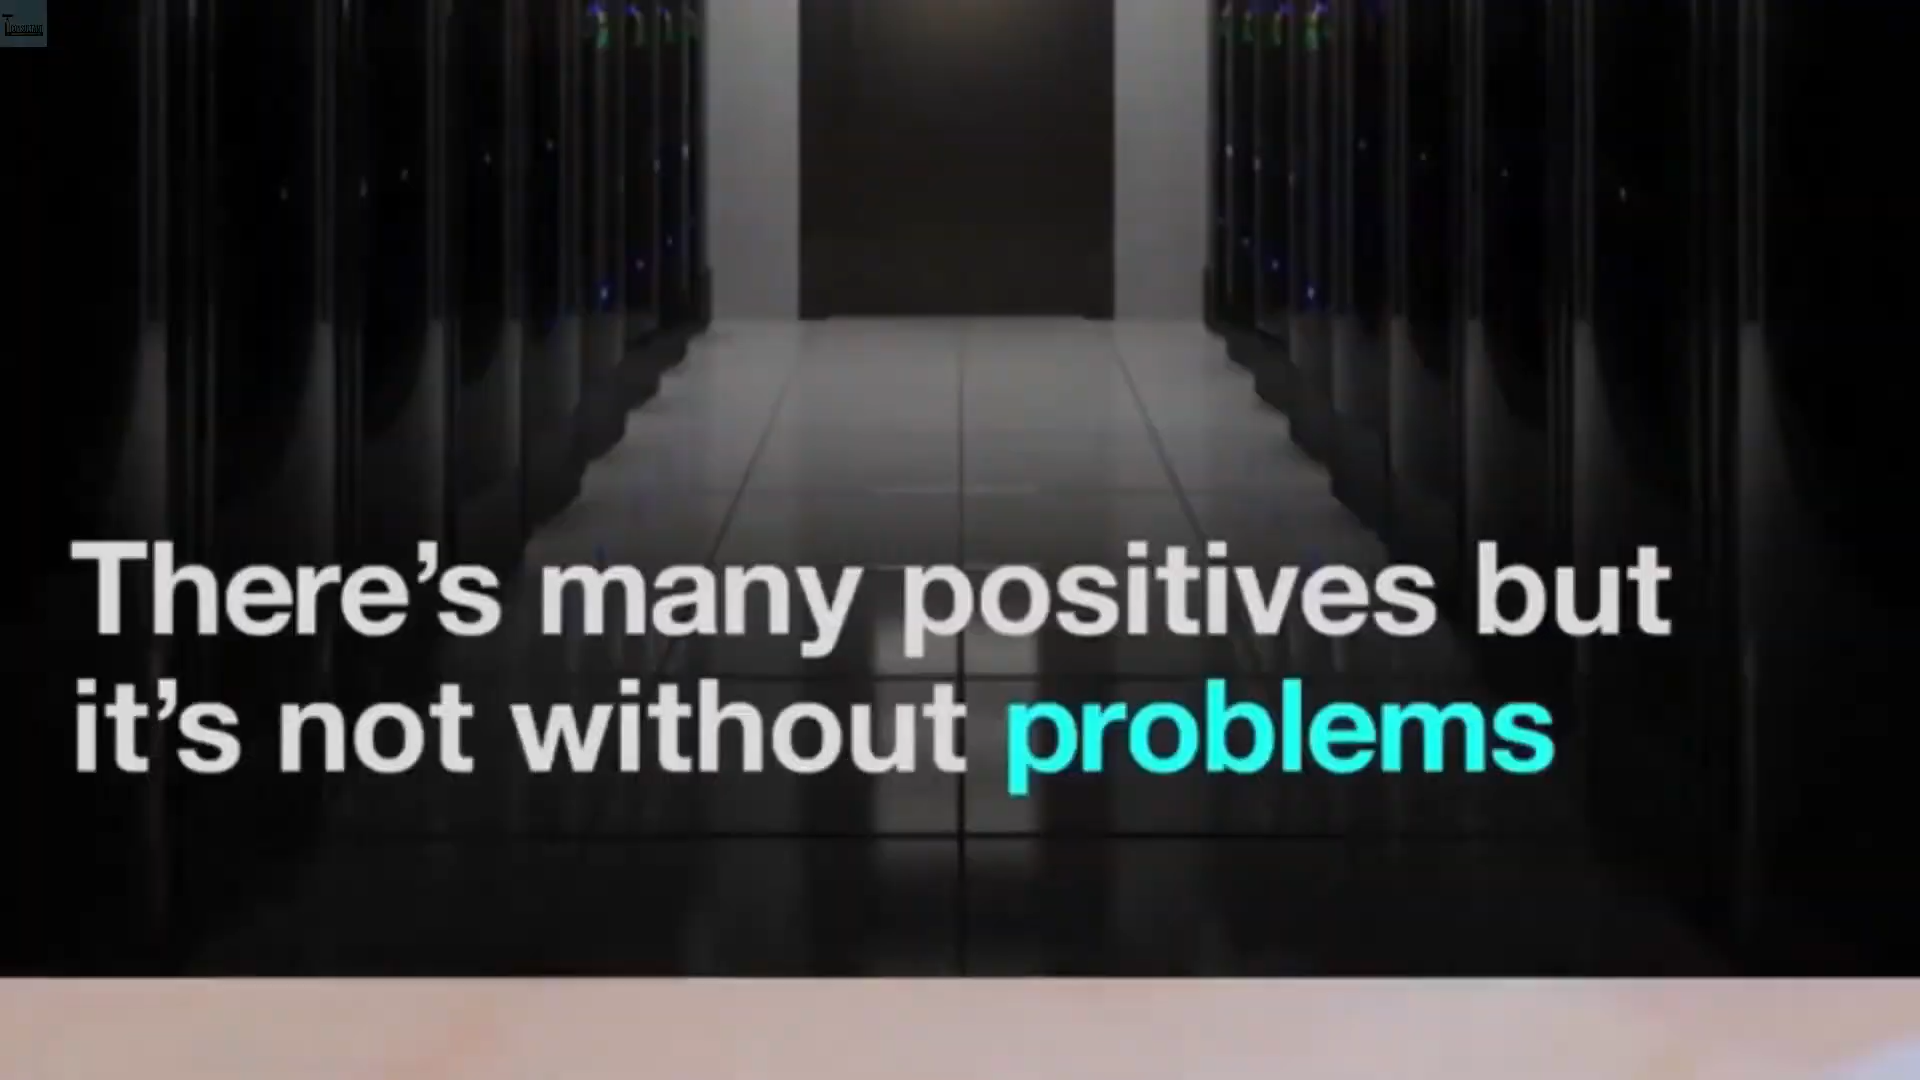 There’s many positives but
it’s not without problems